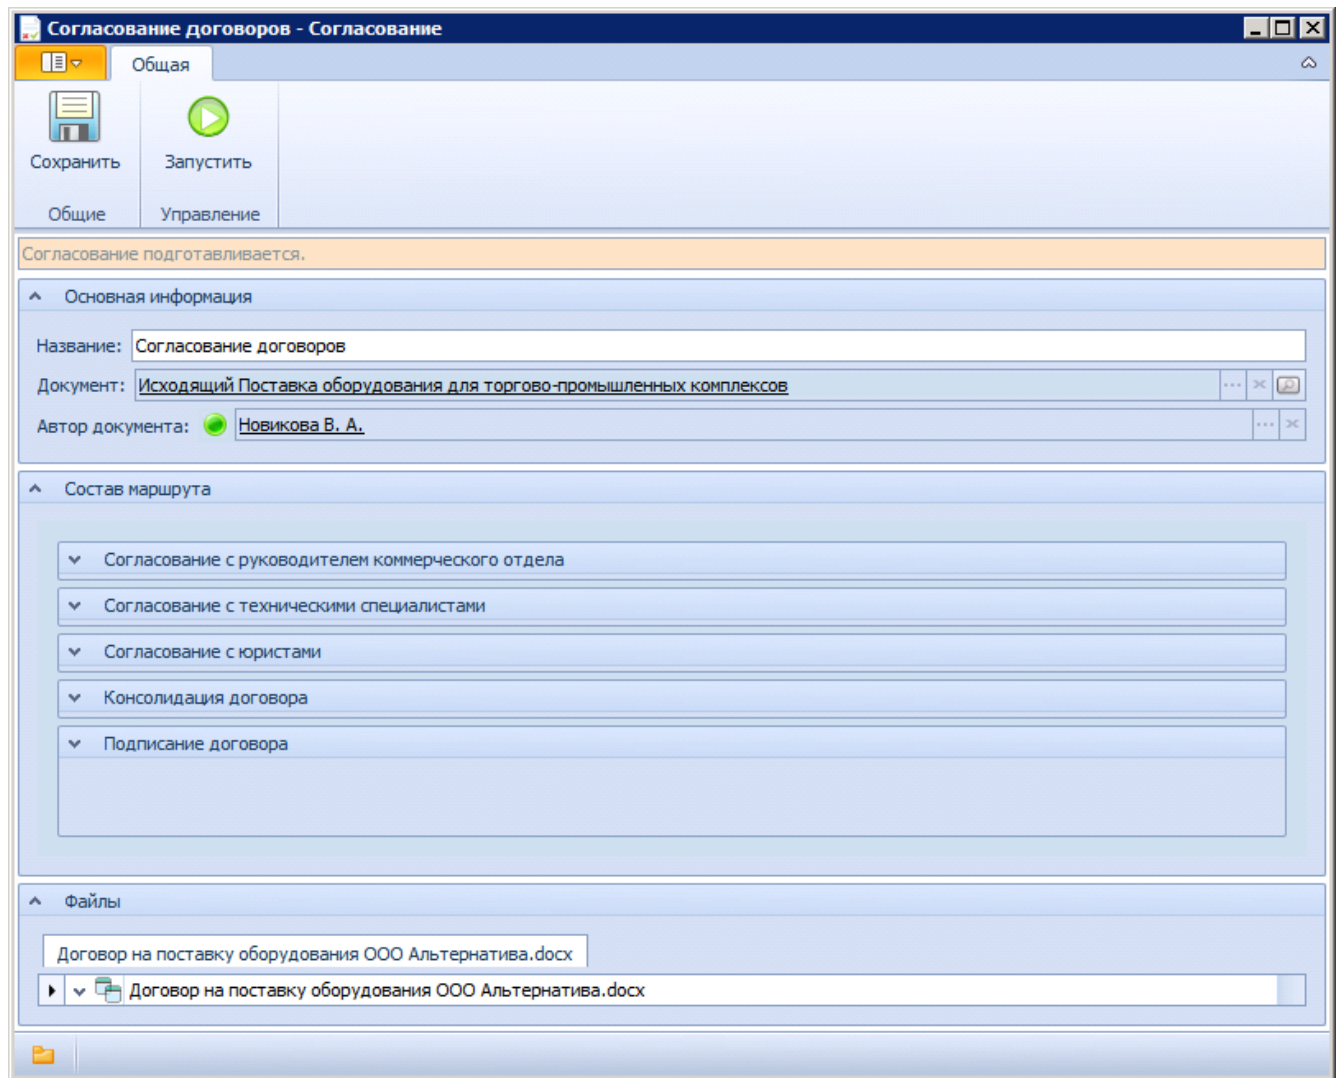 Согласование договоров - Согласование
Общая
Сохранить
Запустить
Общие
Управление
Согласование подготавливается.
Основная информация
Название: Согласование договоров
Документ: Исходящий Поставка оборудования для торгово-промышленных комплексов
Автор документа: Новикова В. А.
Состав маршрута
Согласование с руководителем коммерческого отдела
Согласование с техническими специалистами
Согласование с юристами
Консолидация договора
Подписание договора
Файлы
Договор на поставку оборудования ООО Альтернатива.docx
Договор на поставку оборудования ООО Альтернатива.docx